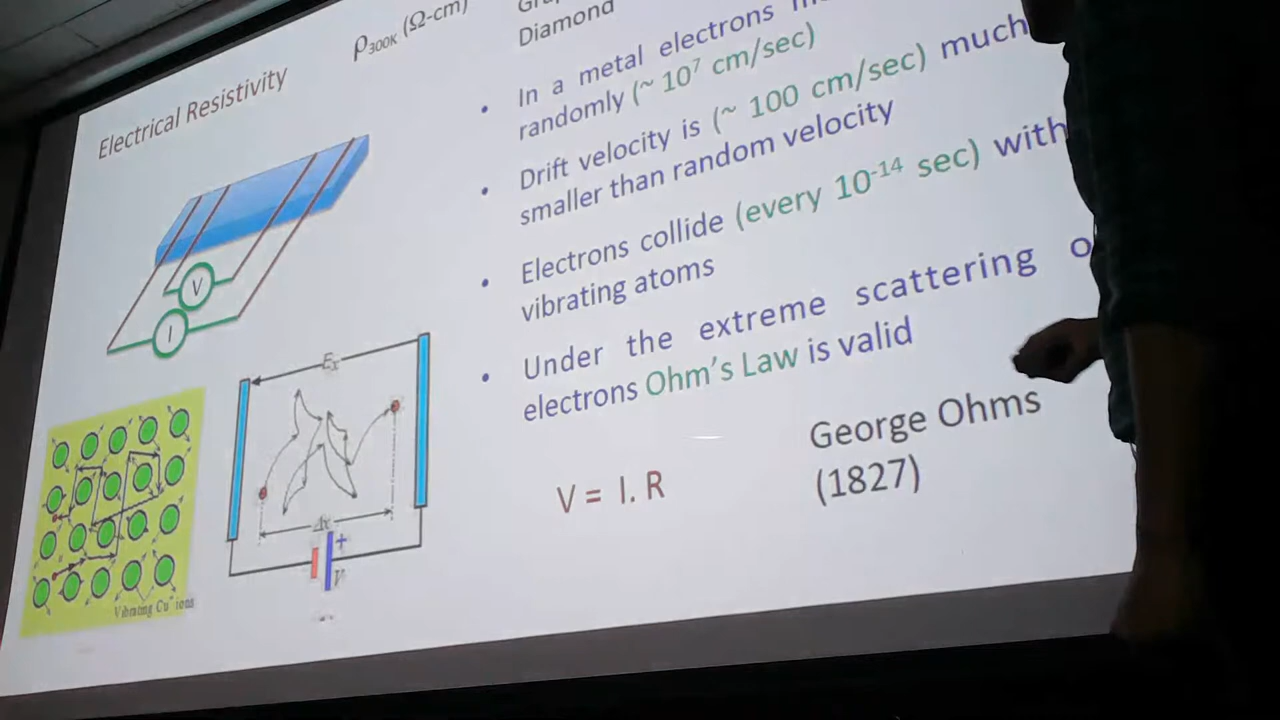 ρ300K (Ω-cm)
Diamond
Electrical Resistivity
• In a metal electrons
randomly (~ 10⁷ cm/sec)
• Drift velocity is (~ 100 cm/sec) much
smaller than random velocity
• Electrons collide (every 10⁻¹⁴ sec) with
vibrating atoms
• Under the extreme scattering
electrons Ohm's Law is valid
V = I. R
George Ohms
(1827)
V
I
Ex
Δx
+
V
Vibrating Cu⁺ ions